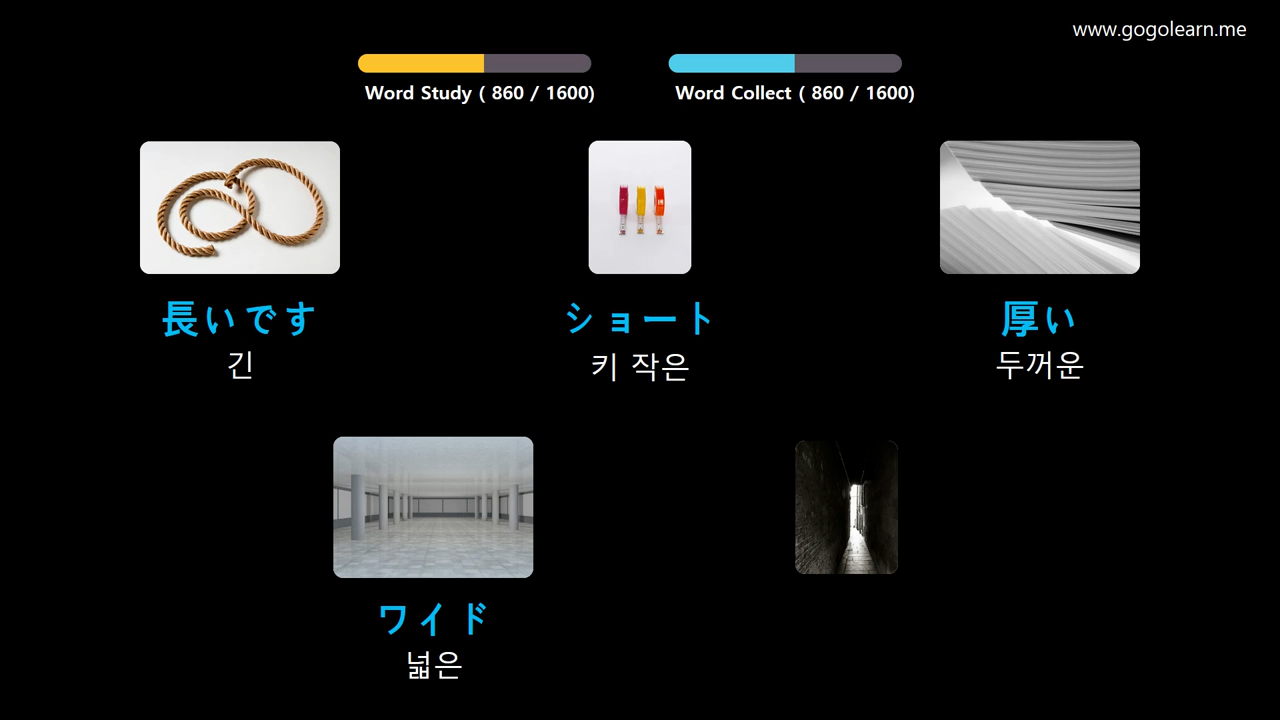 www.gogolearn.me
Word Study ( 860 / 1600)
Word Collect ( 860 / 1600)
長いです
긴
ショート
키 작은
厚い
두꺼운
ワイド
넓은